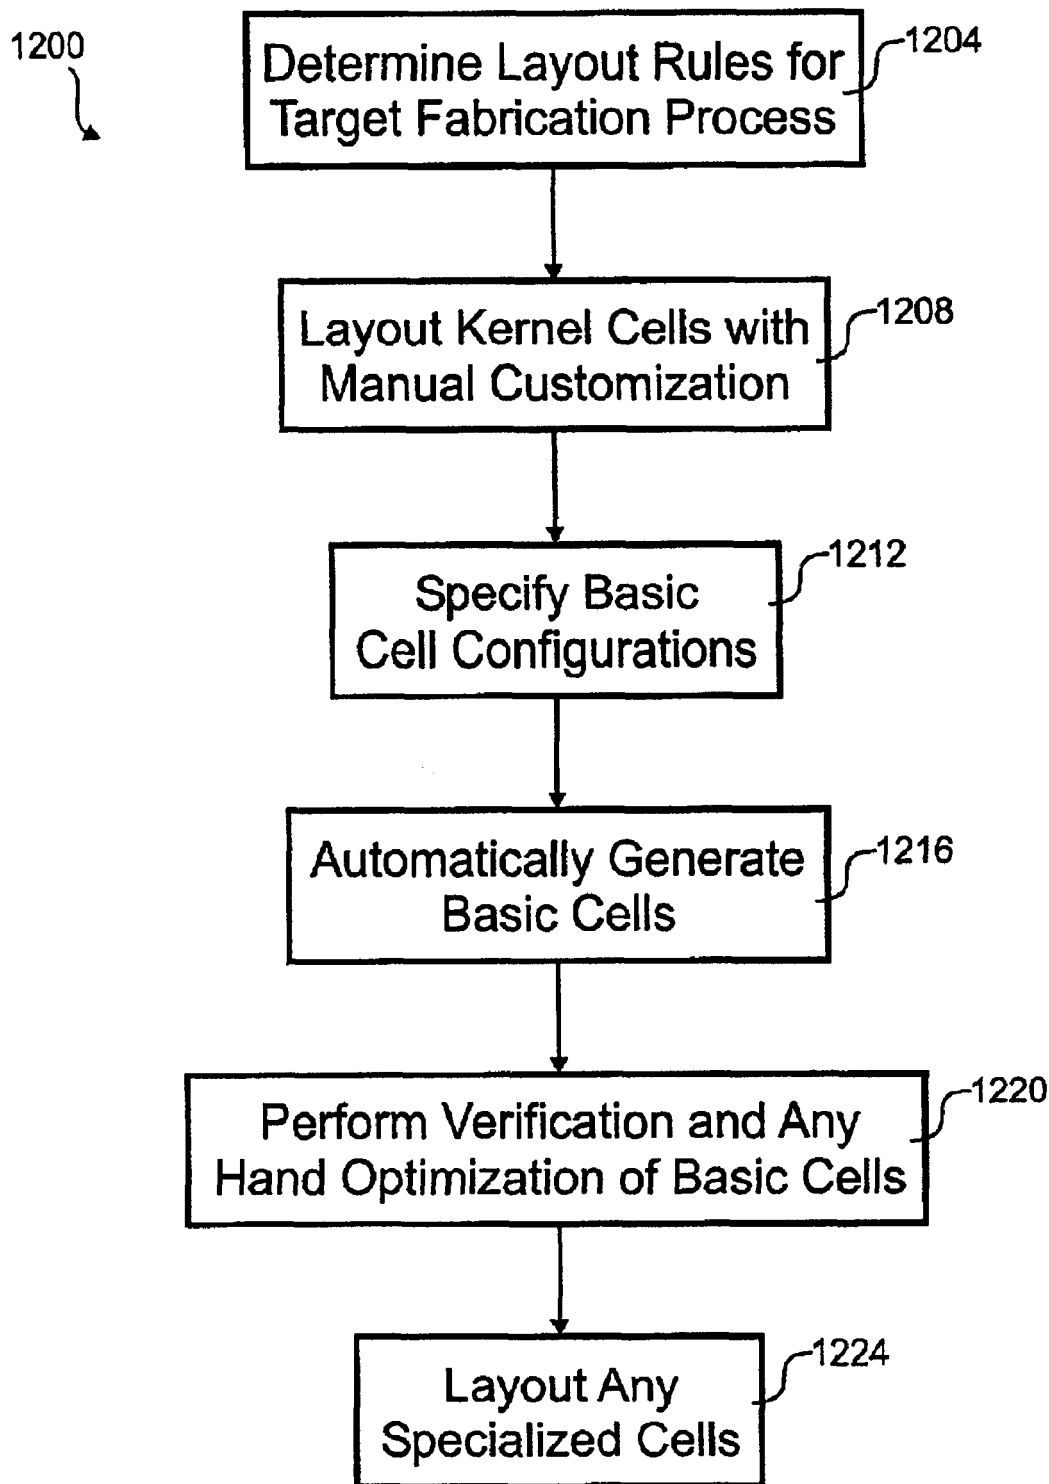 1200
1204
Determine Layout Rules for
Target Fabrication Process
1208
Layout Kernel Cells with
Manual Customization
1212
Specify Basic
Cell Configurations
1216
Automatically Generate
Basic Cells
1220
Perform Verification and Any
Hand Optimization of Basic Cells
1224
Layout Any
Specialized Cells